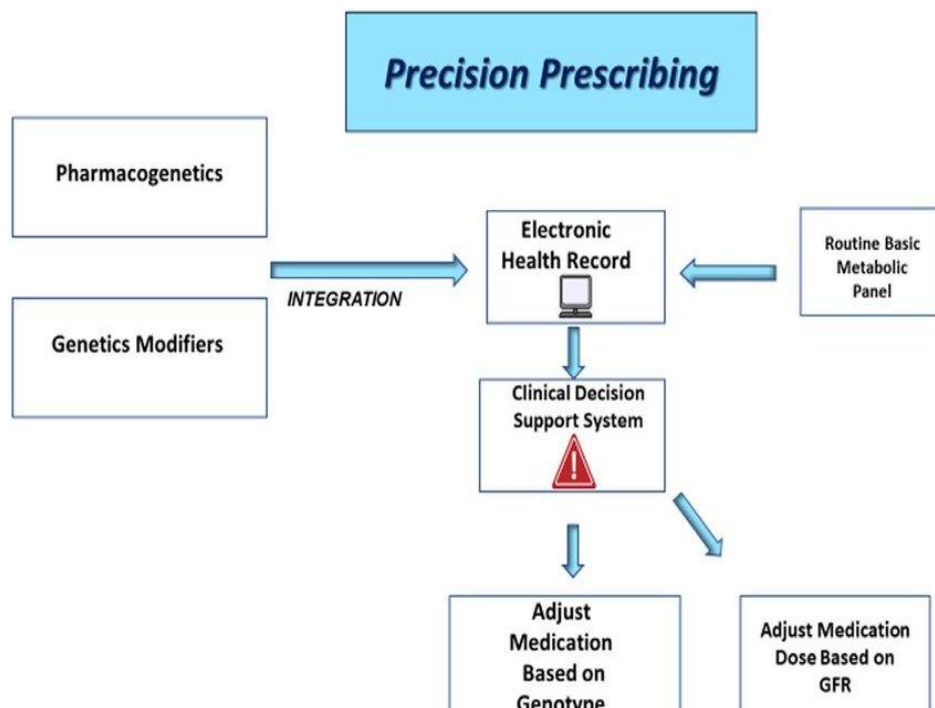 Precision Prescribing
Pharmacogenetics
Genetics Modifiers
INTEGRATION
Electronic
Health Record
Routine Basic
Metabolic
Panel
Clinical Decision
Support System
!
Adjust
Medication
Based on
Genotype
Adjust Medication
Dose Based on
GFR